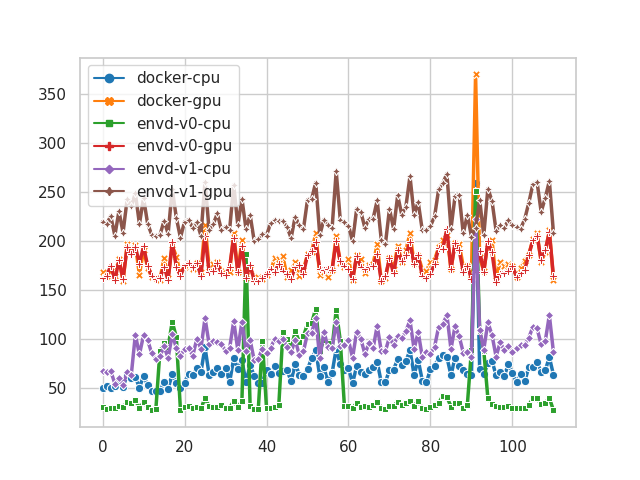 docker-cpu
docker-gpu
envd-v0-cpu
envd-v0-gpu
envd-v1-cpu
envd-v1-gpu
350
300
250
200
150
100
50
0 20 40 60 80 100